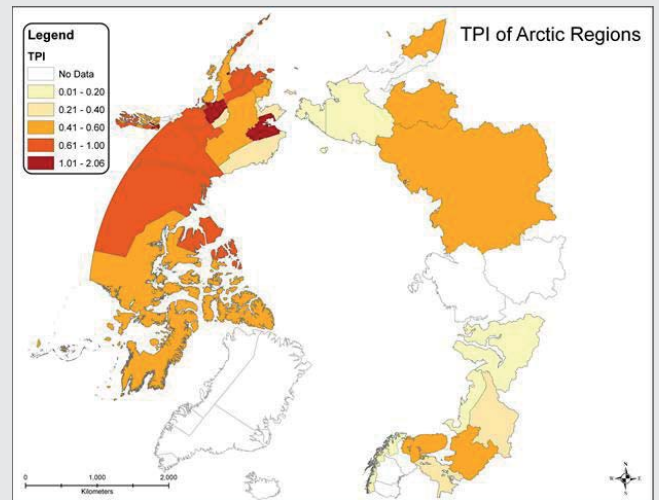 TPI of Arctic Regions
Legend
TPI
No Data
0.01 - 0.20
0.21 - 0.40
0.41 - 0.60
0.61 - 1.00
1.01 - 2.06
0 1,000 2,000
Kilometers